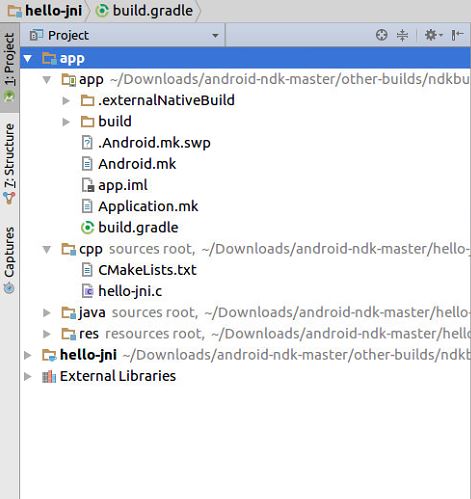 hello-jni build.gradle
Project
1: Project
7: Structure
Captures
app
app ~/Downloads/android-ndk-master/other-builds/ndkbu
.externalNativeBuild
build
.Android.mk.swp
Android.mk
app.iml
Application.mk
build.gradle
cpp sources root, ~/Downloads/android-ndk-master/hello-j
CMakeLists.txt
hello-jni.c
java sources root, ~/Downloads/android-ndk-master/hello-
res resources root, ~/Downloads/android-ndk-master/hello
hello-jni ~/Downloads/android-ndk-master/other-builds/ndkb
External Libraries